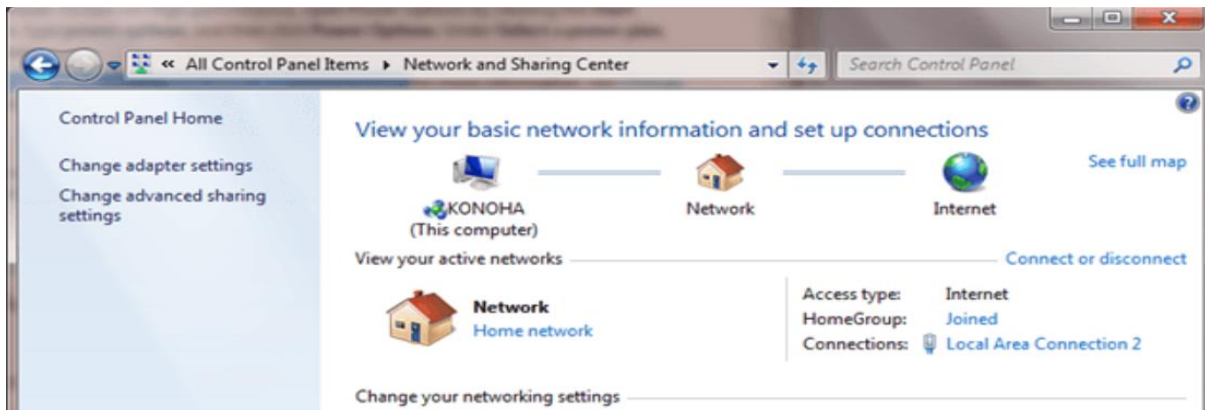 « All Control Panel Items ▸ Network and Sharing Center
Search Control Panel
Control Panel Home
Change adapter settings
Change advanced sharing
settings
View your basic network information and set up connections
See full map
KONOHA
(This computer)
Network
Internet
View your active networks
Connect or disconnect
Network
Home network
Access type: Internet
HomeGroup: Joined
Connections: Local Area Connection 2
Change your networking settings